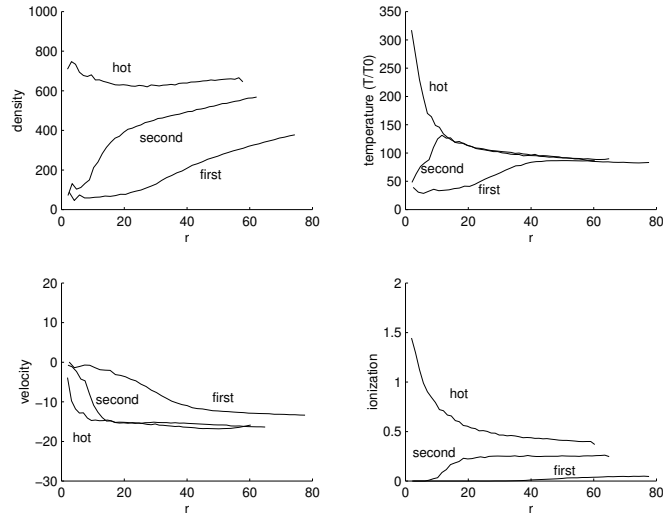 1000
800
600
400
200
0
density
hot
second
first
0 20 40 60 80
r
350
300
250
200
150
100
50
0
temperature (T/T0)
hot
second
first
0 20 40 60 80
r
20
10
0
−10
−20
−30
velocity
first
second
hot
0 20 40 60 80
r
2
1.5
1
0.5
0
ionization
hot
second
first
0 20 40 60 80
r